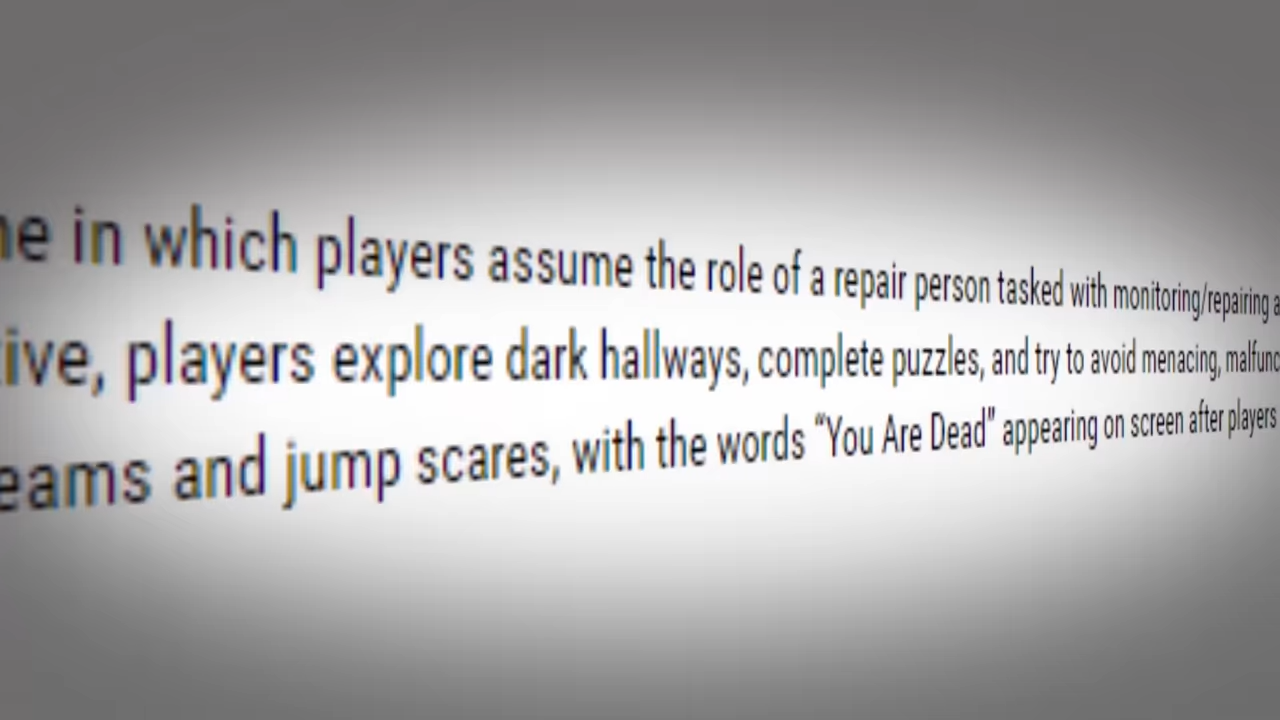 in which players assume the role of a repair person tasked with monitoring/repairing
players explore dark hallways, complete puzzles, and try to avoid menacing,
and jump scares, with the words “You Are Dead” appearing on screen after players